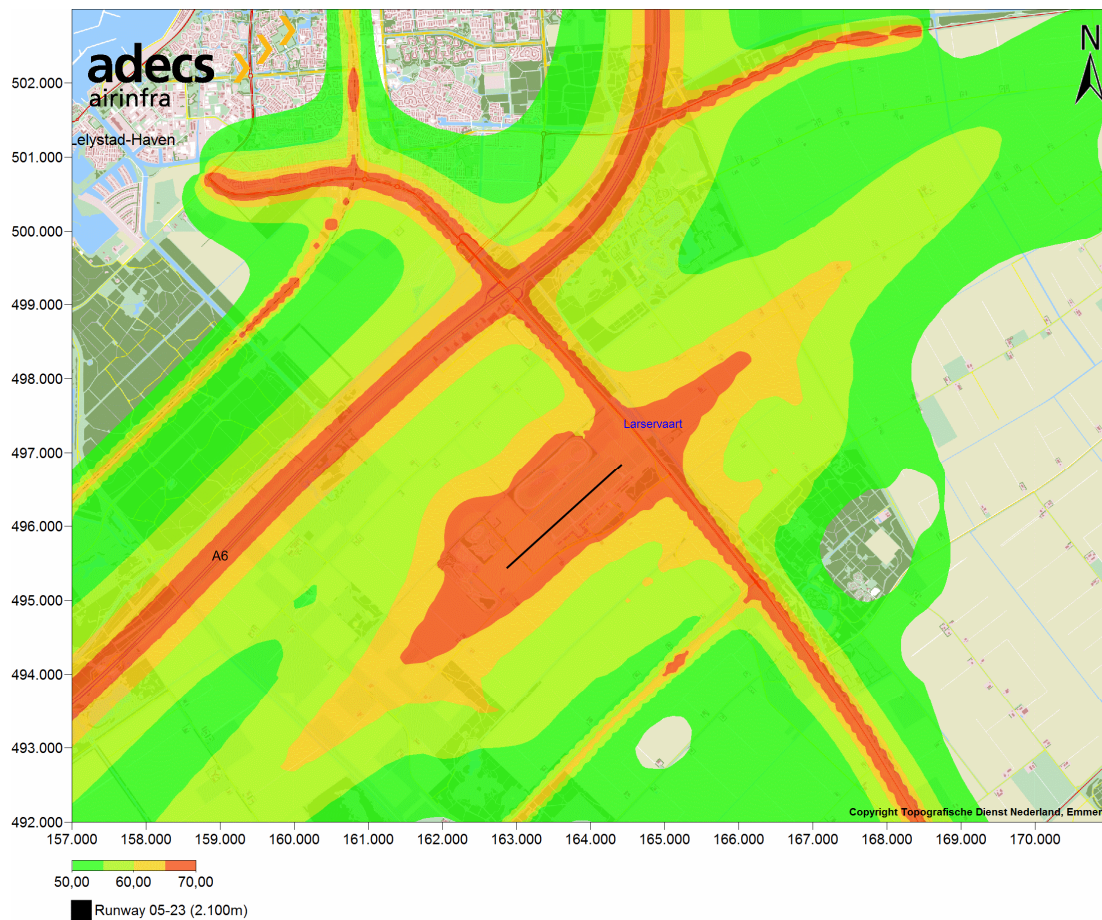 adecs
airinfra
N
Lelystad-Haven
502.000
501.000
500.000
499.000
498.000
497.000
496.000
495.000
494.000
493.000
492.000
Larservaart
A6
Copyright Topografische Dienst Nederland, Emmen
157.000 158.000 159.000 160.000 161.000 162.000 163.000 164.000 165.000 166.000 167.000 168.000 169.000 170.000
50,00 60,00 70,00
Runway 05-23 (2.100m)